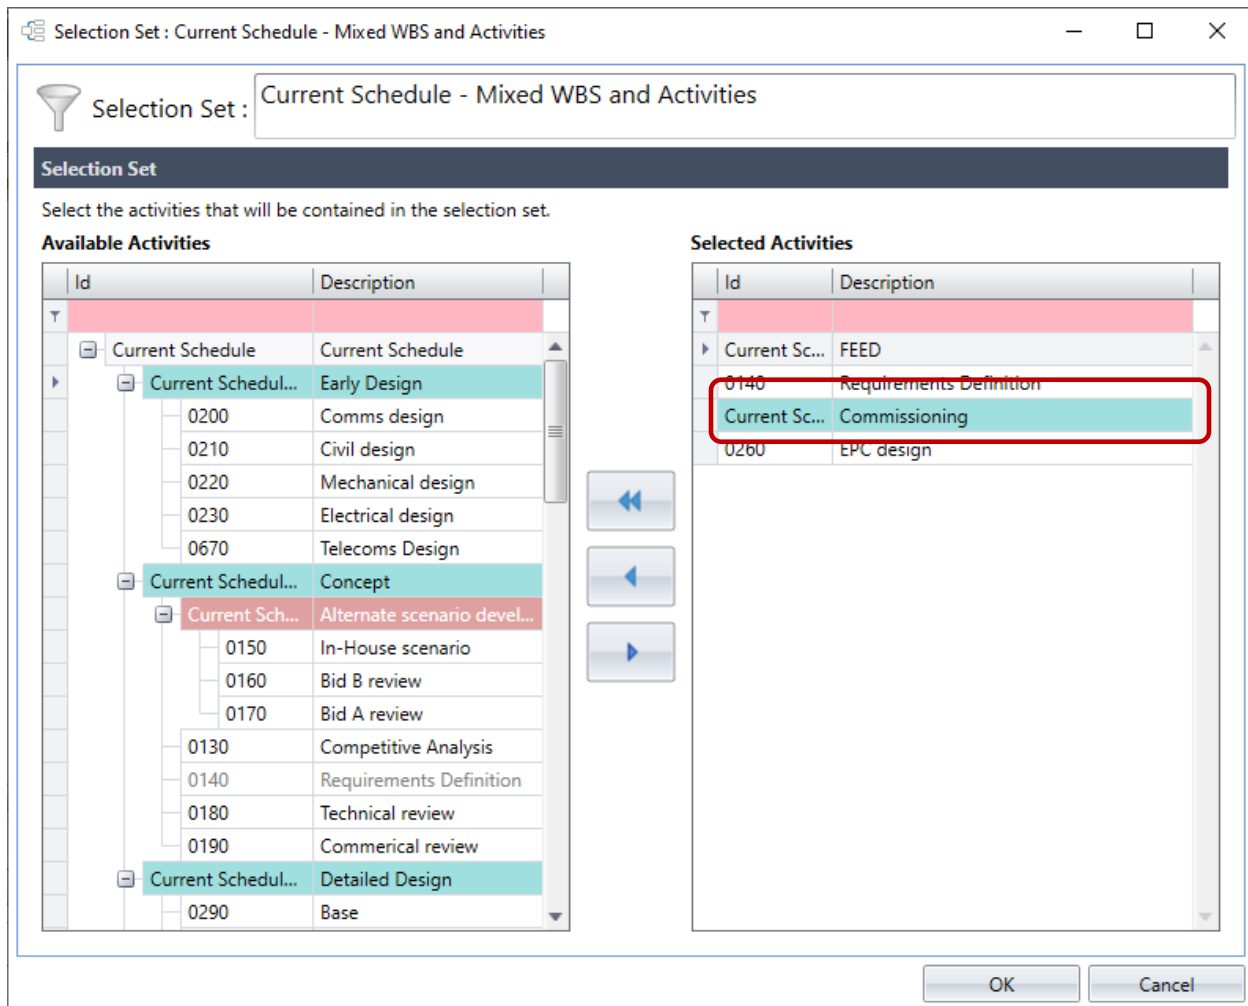 Selection Set : Current Schedule - Mixed WBS and Activities
Selection Set : Current Schedule - Mixed WBS and Activities
Selection Set
Select the activities that will be contained in the selection set.
Available Activities
Id Description
Current Schedule Current Schedule
Current Schedul... Early Design
0200 Comms design
0210 Civil design
0220 Mechanical design
0230 Electrical design
0670 Telecoms Design
Current Schedul... Concept
Current Sch... Alternate scenario devel...
0150 In-House scenario
0160 Bid B review
0170 Bid A review
0130 Competitive Analysis
0140 Requirements Definition
0180 Technical review
0190 Commerical review
Current Schedul... Detailed Design
0290 Base
Selected Activities
Id Description
Current Sc... FEED
0140 Requirements Definition
Current Sc... Commissioning
0260 EPC design
OK Cancel